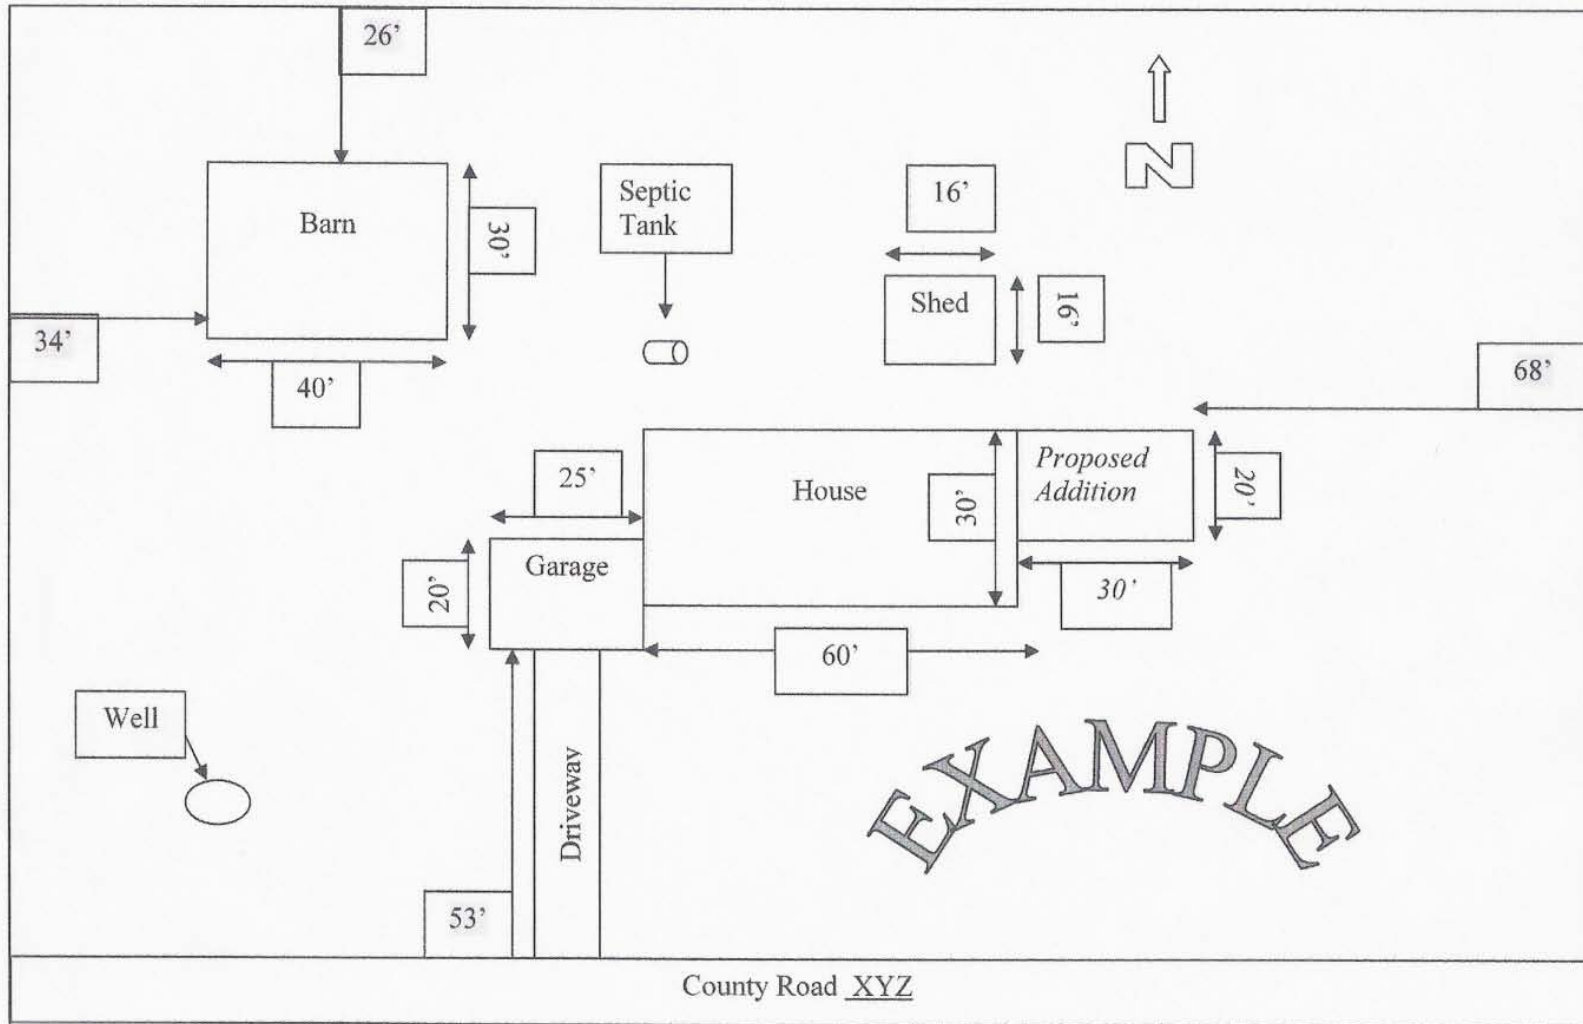 26’
N
Barn
30’
Septic
Tank
16’
Shed
16’
34’
40’
68’
25’
House
30’
Proposed
Addition
20’
Garage
20’
30’
60’
Well
EXAMPLE
Driveway
53’
County Road XYZ